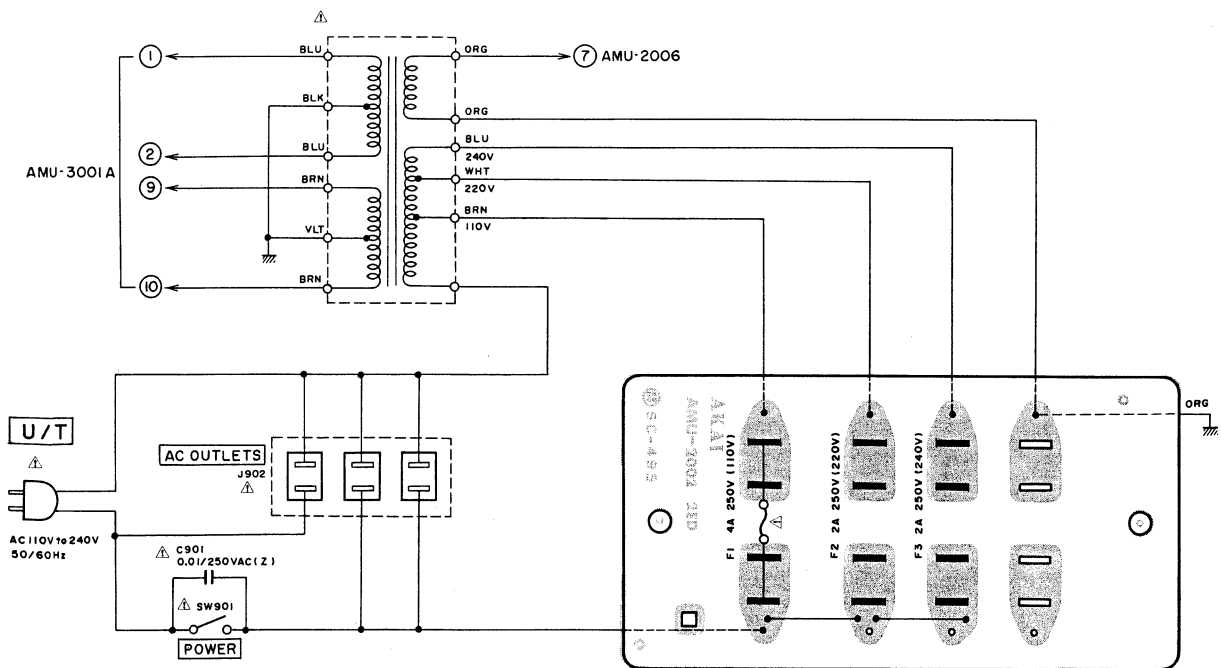 ⚠
BLU
ORG
① ⑦ AMU-2006
BLK
ORG
BLU
240V
② BLU
WHT
220V
AMU-3001A
⑨ BRN
BRN
110V
VLT
⑩ BRN
U/T
⚠
AC OUTLETS
J902
⚠
AC110V to 240V
50/60Hz
⚠ C901
0.01/250VAC(Z)
⚠ SW901
POWER
AKAI
AMU-2002 2ED
SC-495
F1 4A 250V (110V)
⚠
F2 2A 250V (220V)
F3 2A 250V (240V)
ORG